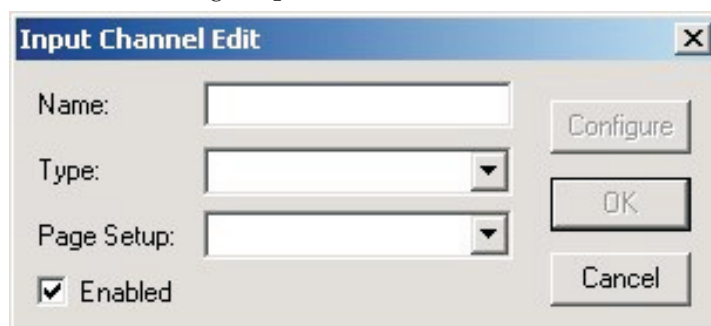 Input Channel Edit
Name:
Configure
Type:
OK
Page Setup:
Enabled
Cancel